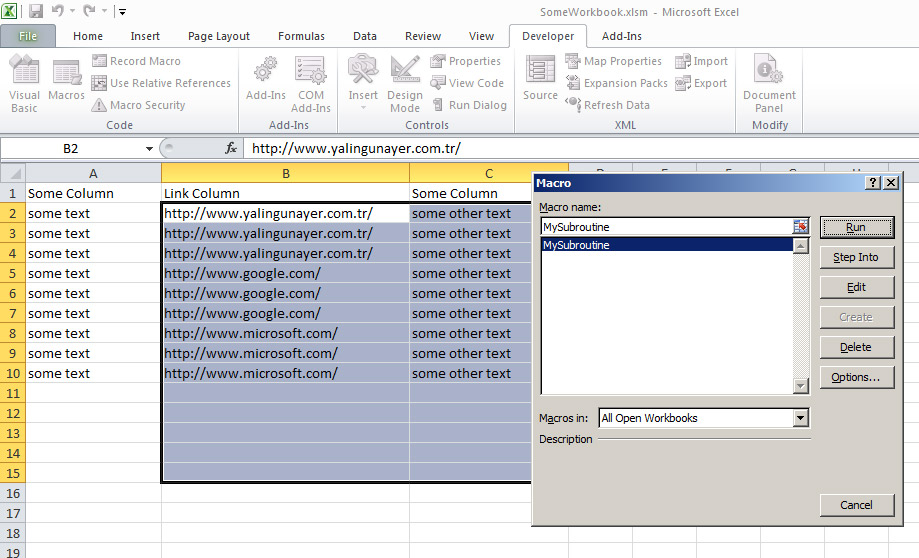 SomeWorkbook.xlsm - Microsoft Excel
File Home Insert Page Layout Formulas Data Review View Developer Add-Ins
Visual Basic
Macros
Record Macro
Use Relative References
Macro Security
Code
Add-Ins
COM Add-Ins
Add-Ins
Insert
Design Mode
Properties
View Code
Run Dialog
Controls
Source
Map Properties
Expansion Packs
Refresh Data
Import
Export
XML
Document Panel
Modify
B2 fx http://www.yalingunayer.com.tr/
A B C
1 Some Column Link Column Some Column
2 some text http://www.yalingunayer.com.tr/ some other text
3 some text http://www.yalingunayer.com.tr/ some other text
4 some text http://www.yalingunayer.com.tr/ some other text
5 some text http://www.google.com/ some other text
6 some text http://www.google.com/ some other text
7 some text http://www.google.com/ some other text
8 some text http://www.microsoft.com/ some other text
9 some text http://www.microsoft.com/ some other text
10 some text http://www.microsoft.com/ some other text
11
12
13
14
15
16
17
18
19
Macro
Macro name:
MySubroutine
MySubroutine
Run
Step Into
Edit
Create
Delete
Options...
Macros in: All Open Workbooks
Description
Cancel